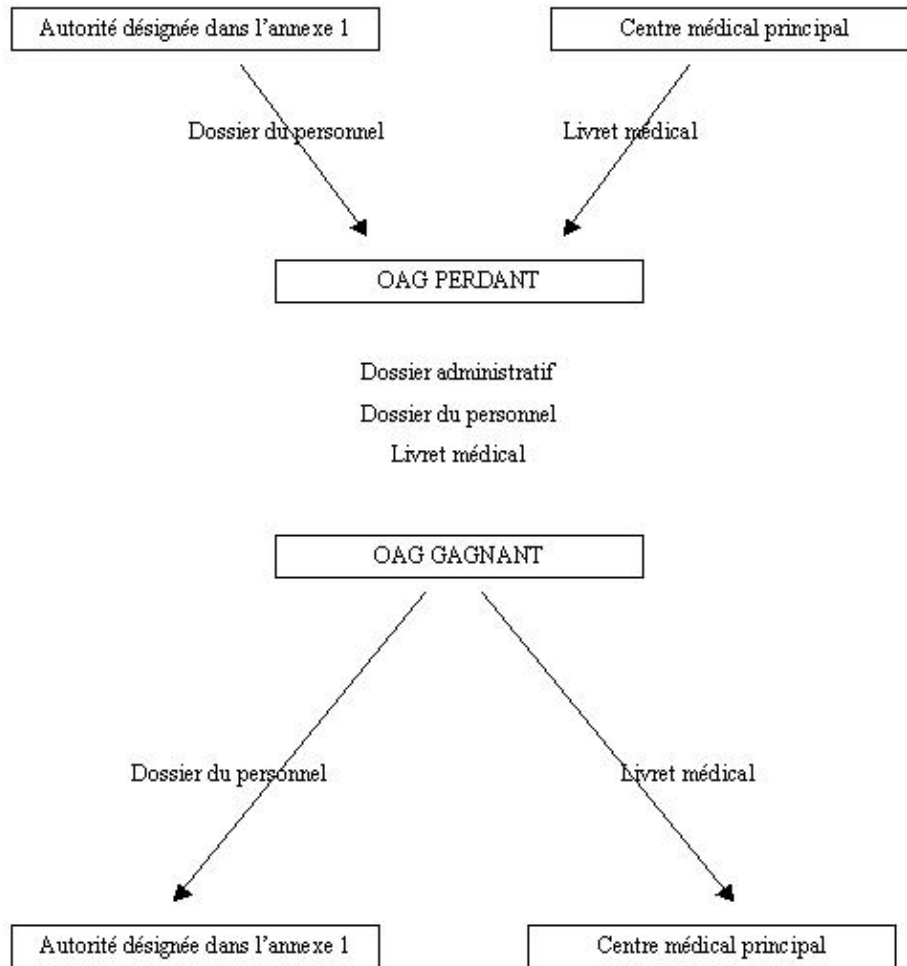 Autorité désignée dans l'annexe 1
Centre médical principal
Dossier du personnel
Livret médical
OAG PERDANT
Dossier administratif
Dossier du personnel
Livret médical
OAG GAGNANT
Dossier du personnel
Livret médical
Autorité désignée dans l'annexe 1
Centre médical principal